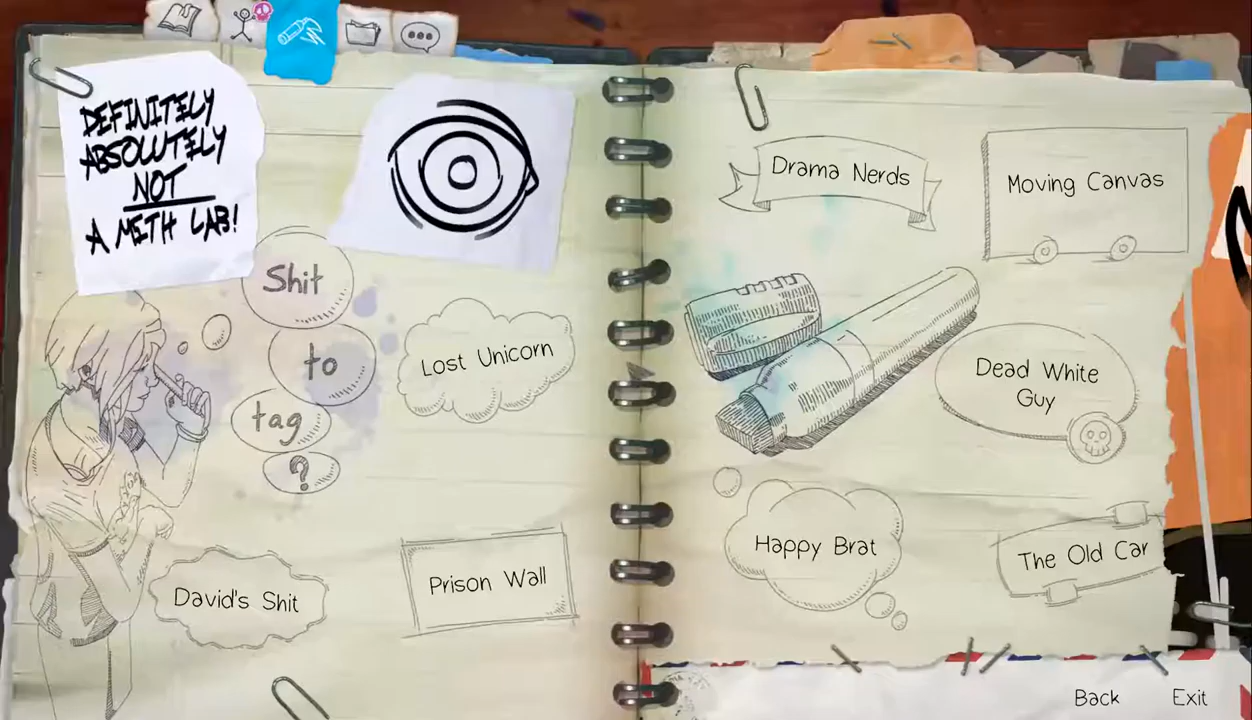 DEFINITELY
ABSOLUTELY
NOT
A METH LAB!
Shit
to
tag
?
Lost Unicorn
David's Shit
Prison Wall
Drama Nerds
Moving Canvas
Dead White
Guy
Happy Brat
The Old Car
Back
Exit